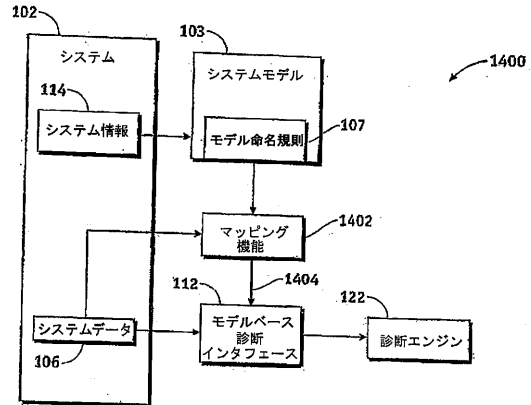 102
103
1400
システム
システムモデル
114
システム情報
モデル命名規則
107
マッピング
機能
1402
1404
112
122
システムデータ
モデルベース
診断
インタフェース
診断エンジン
106